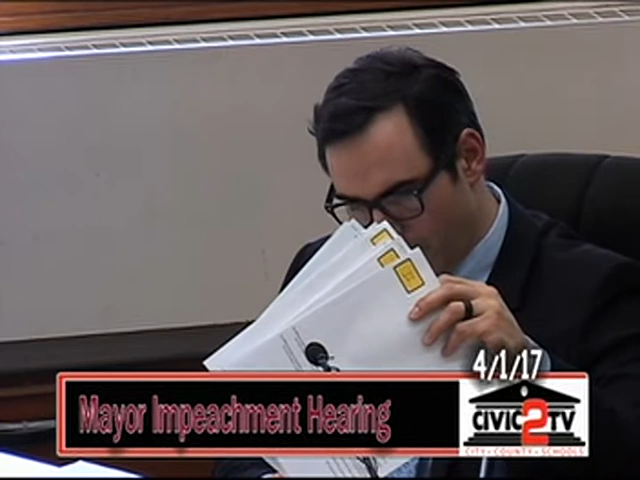 4/1/17
Mayor Impeachment Hearing
CIVIC2TV
CITY · COUNTY · SCHOOLS